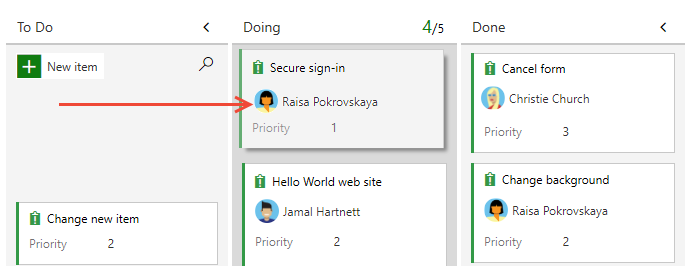 To Do
New item
Change new item
Priority 2
Doing 4/5
Secure sign-in
Raisa Pokrovskaya
Priority 1
Hello World web site
Jamal Hartnett
Priority 2
Done
Cancel form
Christie Church
Priority 3
Change background
Raisa Pokrovskaya
Priority 2